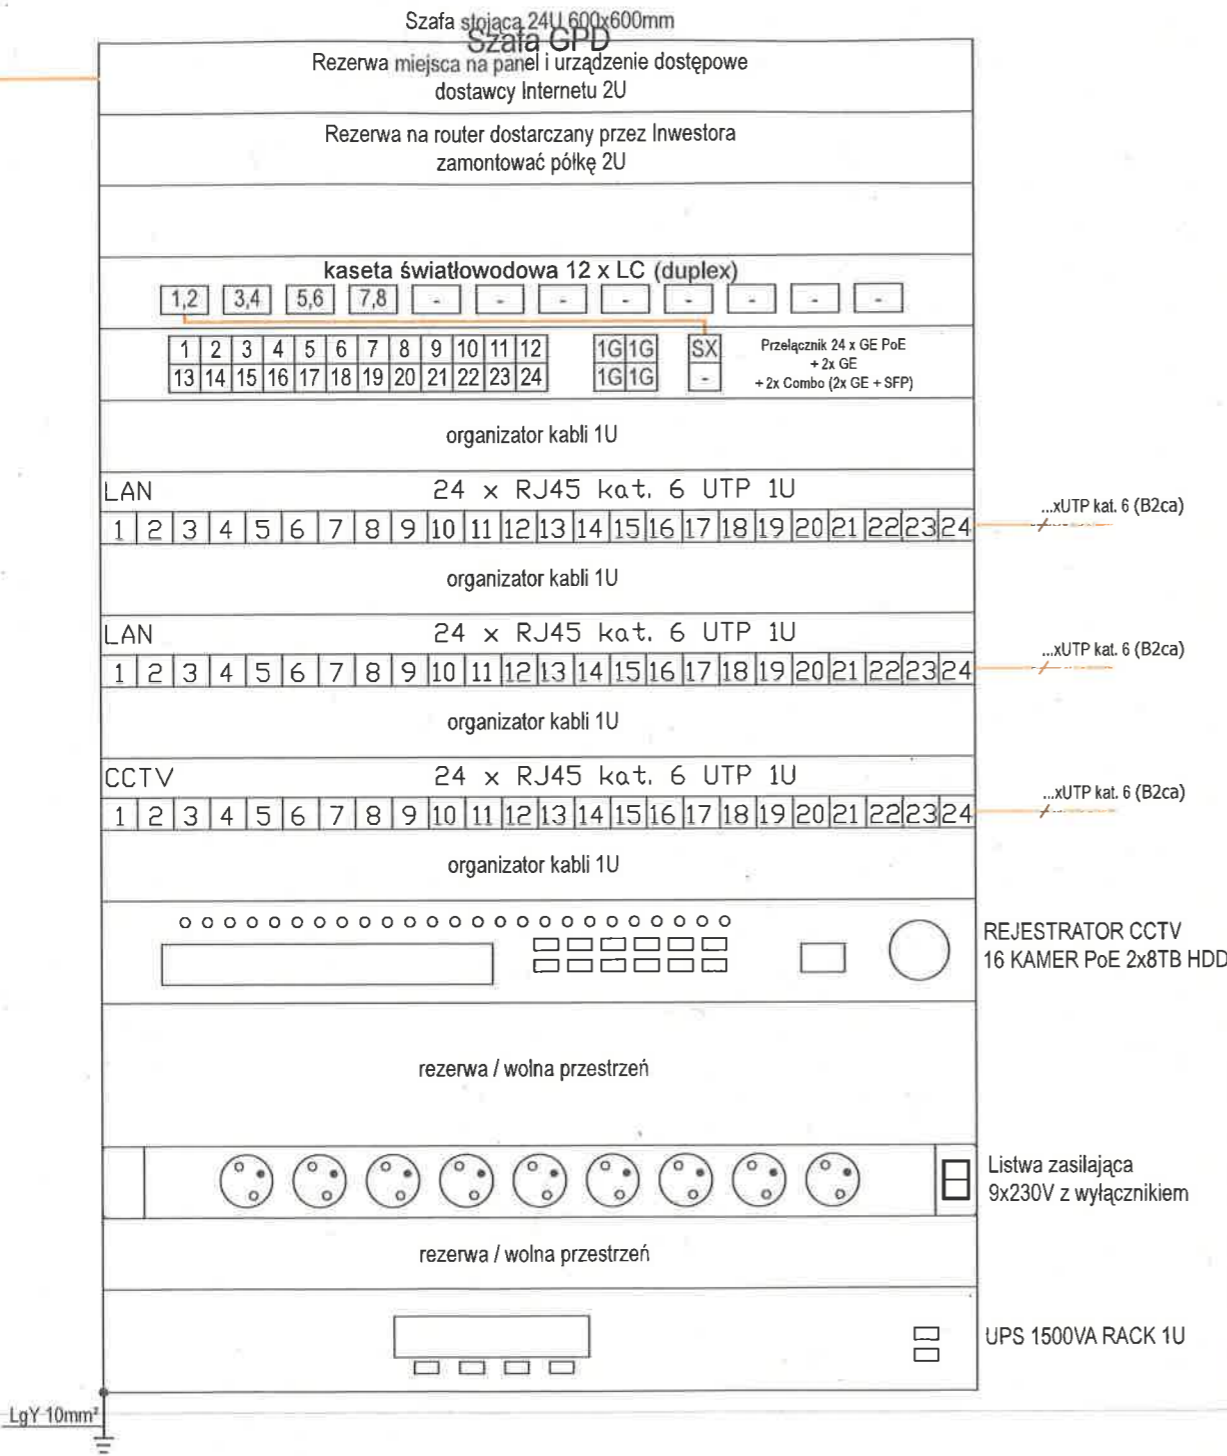 Szafa stojąca 24U 600x600mm
Szafa GPD
Rezerwa miejsca na panel i urządzenie dostępowe
dostawcy Internetu 2U
Rezerwa na router dostarczany przez Inwestora
zamontować półkę 2U
kaseta światłowodowa 12 x LC (duplex)
1,2 3,4 5,6 7,8 - - - - - - - -
1 2 3 4 5 6 7 8 9 10 11 12 1G 1G SX
13 14 15 16 17 18 19 20 21 22 23 24 1G 1G -
Przełącznik 24 x GE PoE
+ 2x GE
+ 2x Combo (2x GE + SFP)
organizator kabli 1U
LAN 24 x RJ45 kat. 6 UTP 1U
1 2 3 4 5 6 7 8 9 10 11 12 13 14 15 16 17 18 19 20 21 22 23 24
...xUTP kat. 6 (B2ca)
organizator kabli 1U
LAN 24 x RJ45 kat. 6 UTP 1U
1 2 3 4 5 6 7 8 9 10 11 12 13 14 15 16 17 18 19 20 21 22 23 24
...xUTP kat. 6 (B2ca)
organizator kabli 1U
CCTV 24 x RJ45 kat. 6 UTP 1U
1 2 3 4 5 6 7 8 9 10 11 12 13 14 15 16 17 18 19 20 21 22 23 24
...xUTP kat. 6 (B2ca)
organizator kabli 1U
REJESTRATOR CCTV
16 KAMER PoE 2x8TB HDD
rezerwa / wolna przestrzeń
Listwa zasilająca
9x230V z wyłącznikiem
rezerwa / wolna przestrzeń
UPS 1500VA RACK 1U
LgY 10mm²